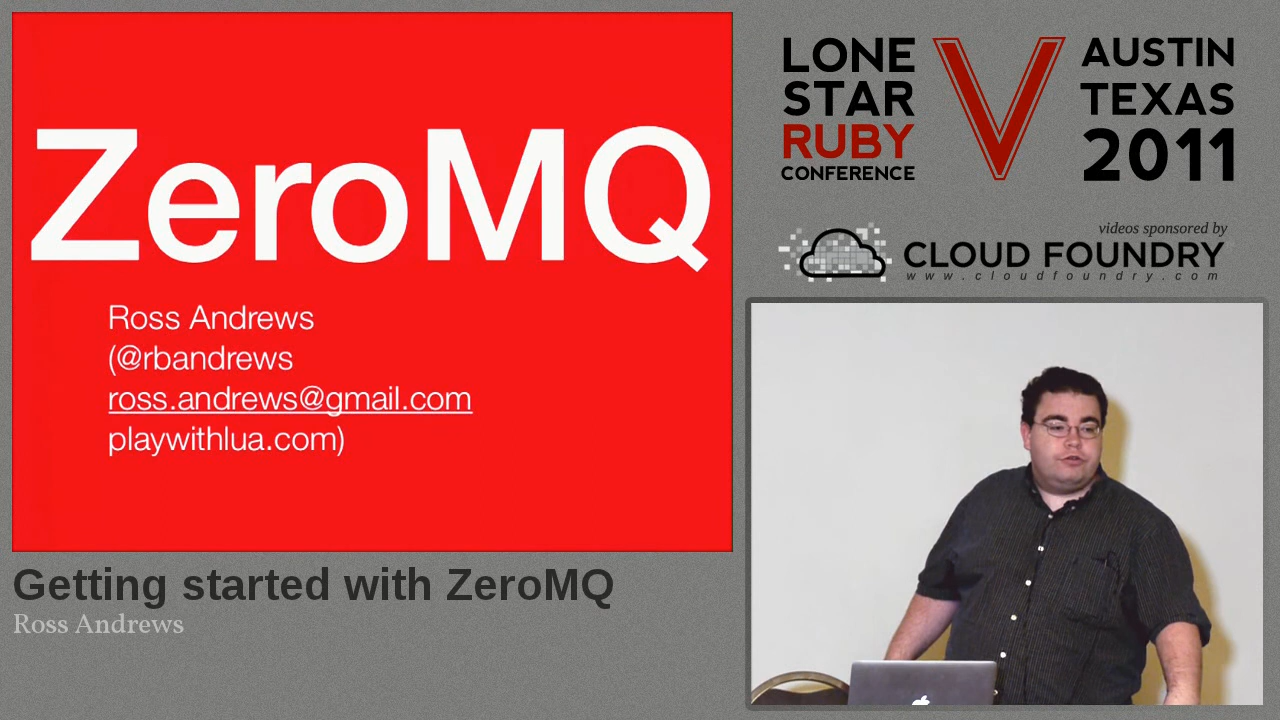 ZeroMQ
Ross Andrews
(@rbandrews
ross.andrews@gmail.com
playwithlua.com)
Getting started with ZeroMQ
Ross Andrews
LONE
STAR
RUBY
CONFERENCE
V
AUSTIN
TEXAS
2011
videos sponsored by
CLOUD FOUNDRY
www.cloudfoundry.com